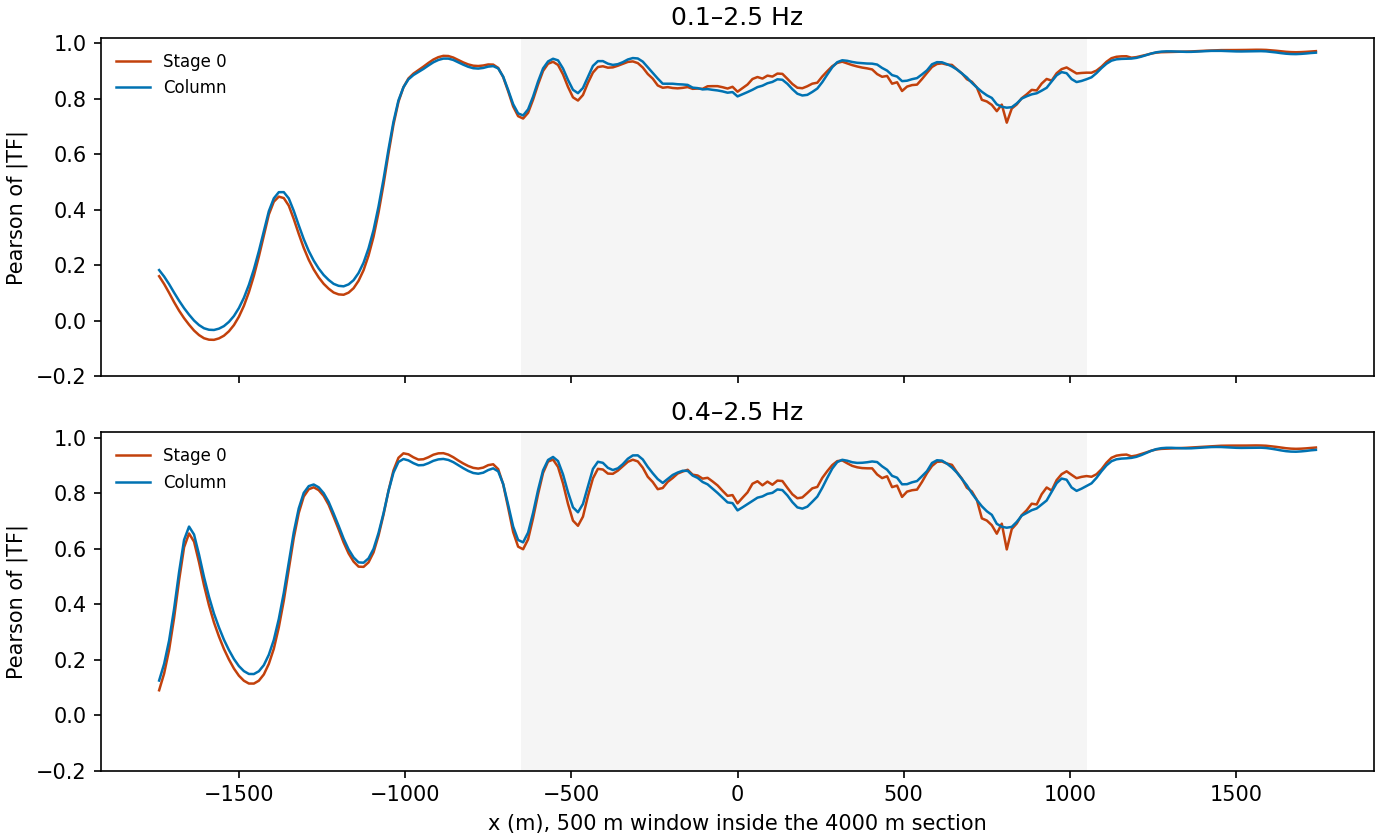 0.1–2.5 Hz
Pearson of |TF|
1.0
0.8
0.6
0.4
0.2
0.0
−0.2
Stage 0
Column
0.4–2.5 Hz
Pearson of |TF|
1.0
0.8
0.6
0.4
0.2
0.0
−0.2
Stage 0
Column
−1500 −1000 −500 0 500 1000 1500
x (m), 500 m window inside the 4000 m section